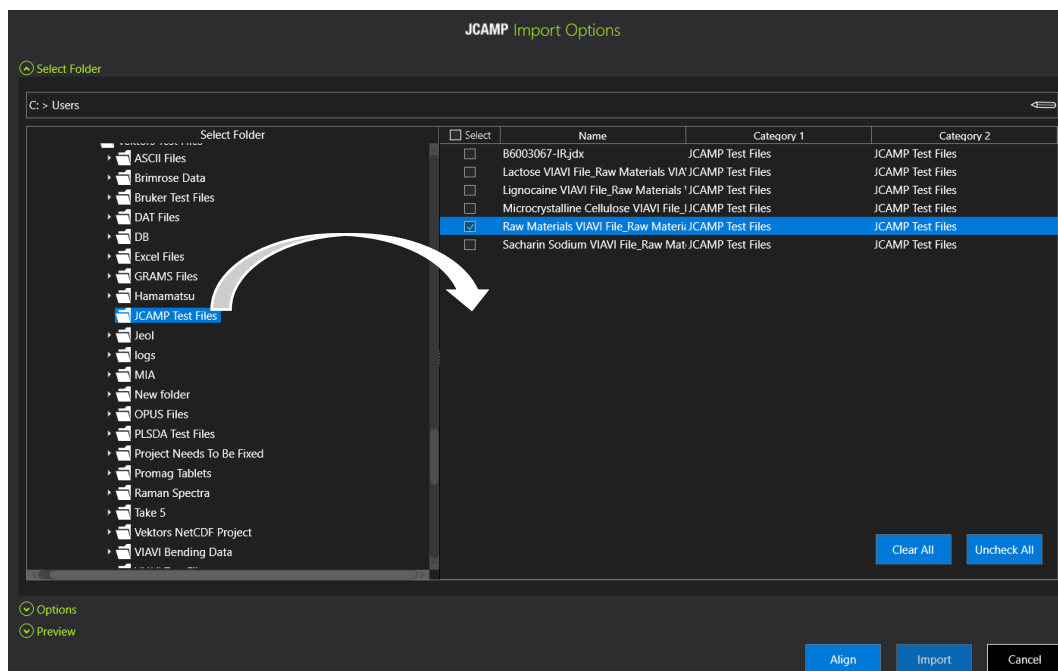 JCAMP Import Options
Select Folder
C: > Users
Select Folder
ASCII Files
Brimrose Data
Bruker Test Files
DAT Files
DB
Excel Files
GRAMS Files
Hamamatsu
JCAMP Test Files
Jeol
logs
MIA
New folder
OPUS Files
PLSDA Test Files
Project Needs To Be Fixed
Promag Tablets
Raman Spectra
Take 5
Vektors NetCDF Project
VIAVI Bending Data
Select Name Category 1 Category 2
B6003067-IR.jdx JCAMP Test Files JCAMP Test Files
Lactose VIAVI File_Raw Materials VIA JCAMP Test Files JCAMP Test Files
Lignocaine VIAVI File_Raw Materials JCAMP Test Files JCAMP Test Files
Microcrystalline Cellulose VIAVI File_ JCAMP Test Files JCAMP Test Files
Raw Materials VIAVI File_Raw Materi JCAMP Test Files JCAMP Test Files
Sacharin Sodium VIAVI File_Raw Mat JCAMP Test Files JCAMP Test Files
Clear All Uncheck All
Options
Preview
Align Import Cancel